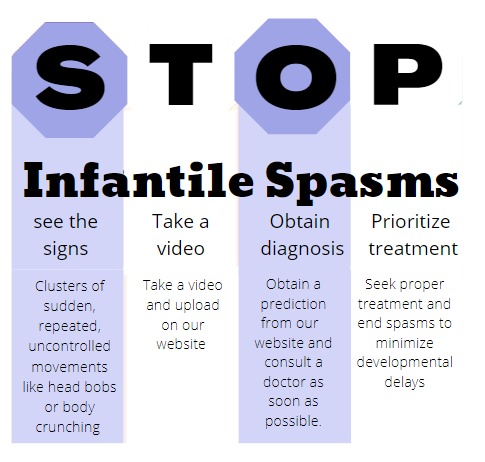 STOP
Infantile Spasms
see the
signs
Take a
video
Obtain
diagnosis
Prioritize
treatment
Clusters of
sudden,
repeated,
uncontrolled
movements
like head bobs
or body
crunching
Take a video
and upload
on our
website
Obtain a
prediction
from our
website and
consult a
doctor as
soon as
possible.
Seek proper
treatment and
end spasms to
minimize
developmental
delays